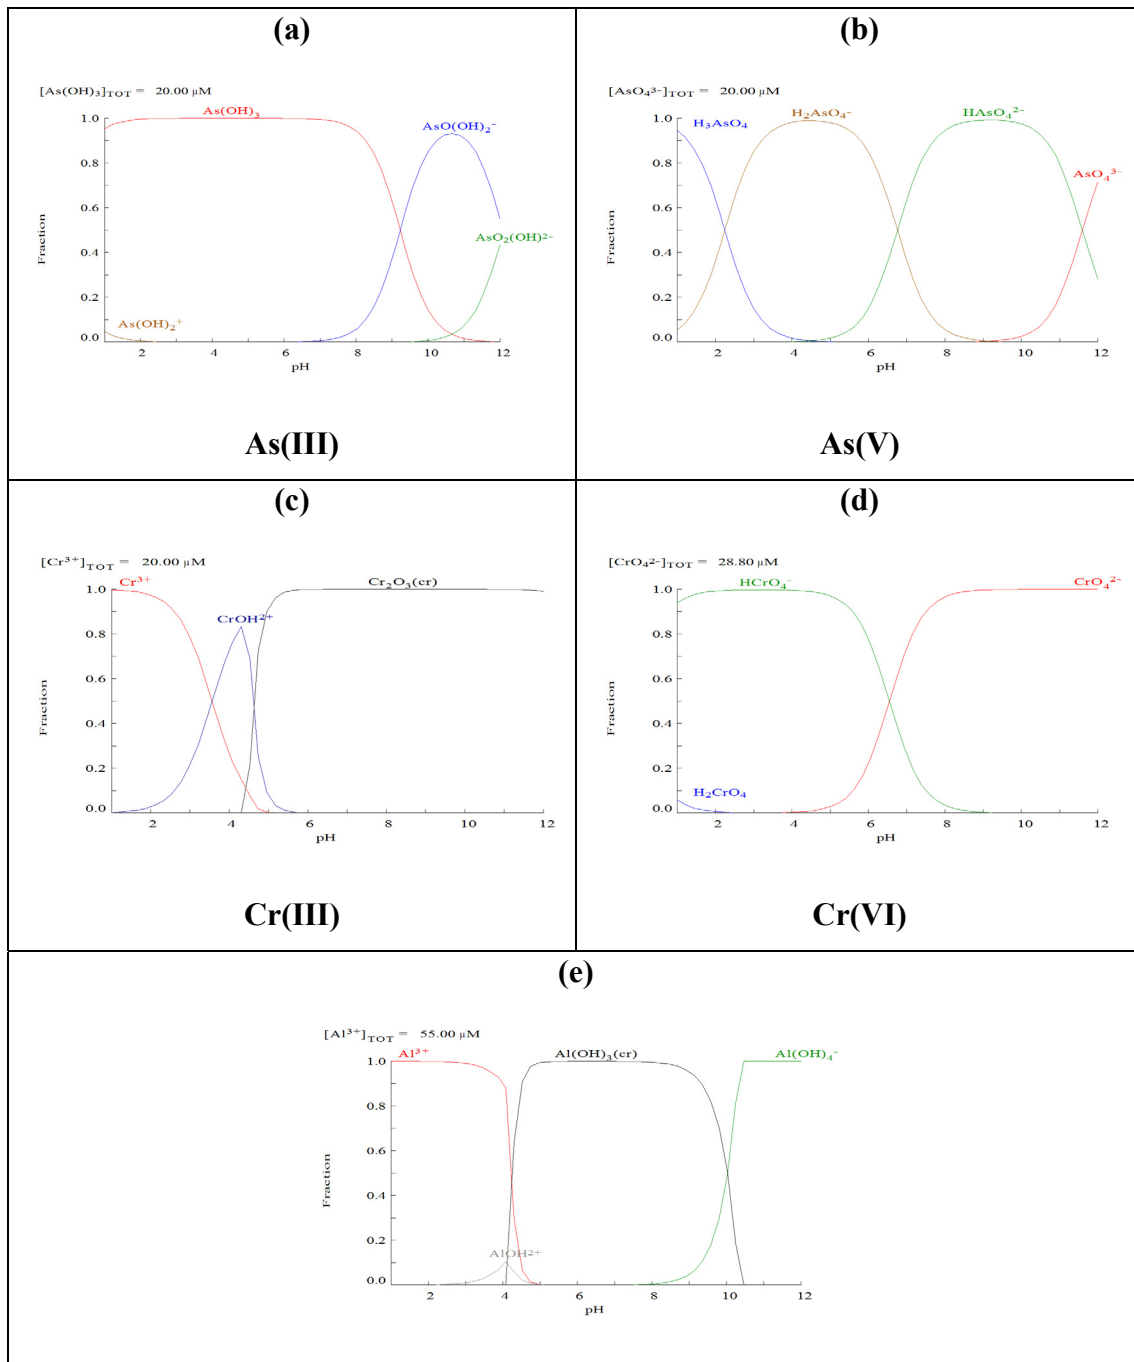 (a)
[As(OH)₃]TOT = 20.00 μM
As(OH)₃
AsO(OH)₂⁻
AsO₂(OH)²⁻
As(OH)₂⁺
Fraction
1.0
0.8
0.6
0.4
0.2
0.0
2 4 6 8 10 12
pH
As(III)
(b)
[AsO₄³⁻]TOT = 20.00 μM
H₃AsO₄
H₂AsO₄⁻
HAsO₄²⁻
AsO₄³⁻
Fraction
1.0
0.8
0.6
0.4
0.2
0.0
2 4 6 8 10 12
pH
As(V)
(c)
[Cr³⁺]TOT = 20.00 μM
Cr³⁺
Cr₂O₃(cr)
CrOH²⁺
Fraction
1.0
0.8
0.6
0.4
0.2
0.0
2 4 6 8 10 12
pH
Cr(III)
(d)
[CrO₄²⁻]TOT = 28.80 μM
HCrO₄⁻
CrO₄²⁻
H₂CrO₄
Fraction
1.0
0.8
0.6
0.4
0.2
0.0
2 4 6 8 10 12
pH
Cr(VI)
(e)
[Al³⁺]TOT = 55.00 μM
Al³⁺
Al(OH)₃(cr)
Al(OH)₄⁻
AlOH²⁺
Fraction
1.0
0.8
0.6
0.4
0.2
0.0
2 4 6 8 10 12
pH